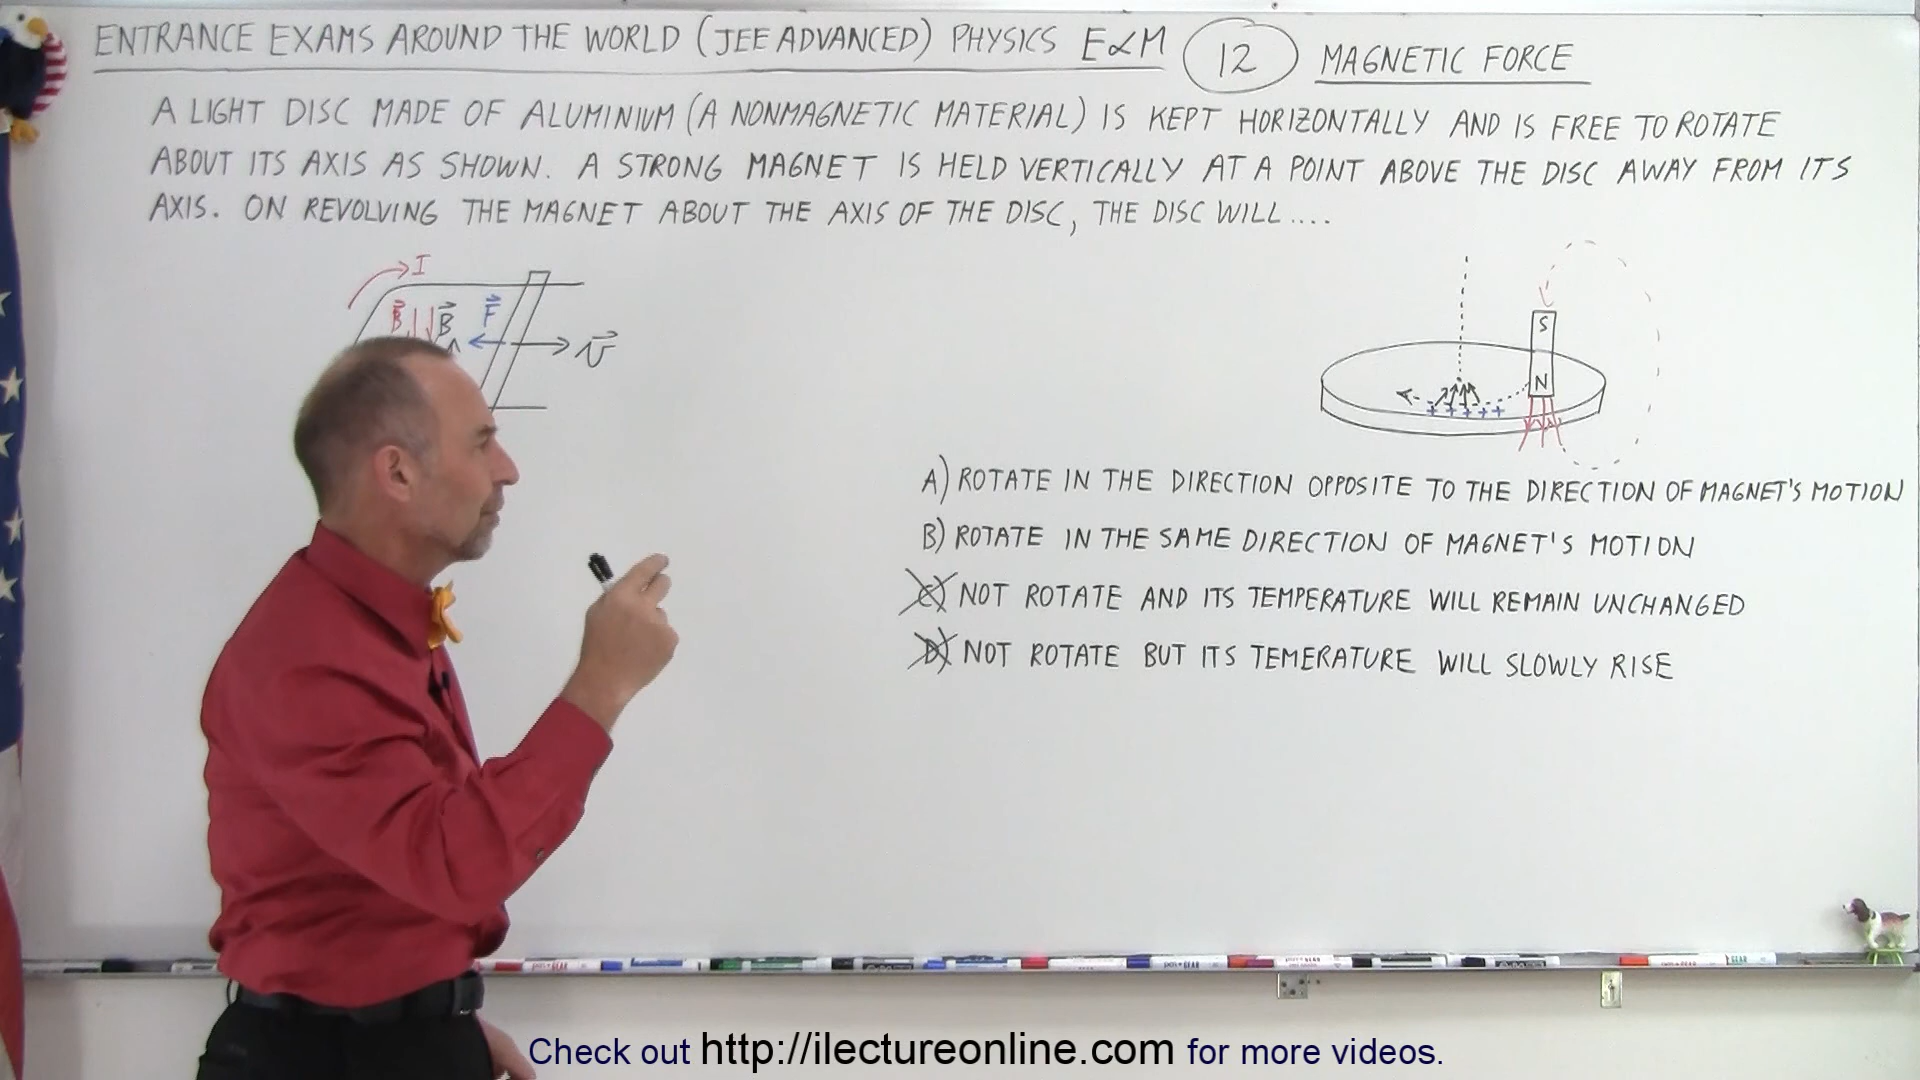 ENTRANCE EXAMS AROUND THE WORLD (JEE ADVANCED) PHYSICS E&M 12 MAGNETIC FORCE
A LIGHT DISC MADE OF ALUMINIUM (A NONMAGNETIC MATERIAL) IS KEPT HORIZONTALLY AND IS FREE TO ROTATE
ABOUT ITS AXIS AS SHOWN. A STRONG MAGNET IS HELD VERTICALLY AT A POINT ABOVE THE DISC AWAY FROM ITS
AXIS. ON REVOLVING THE MAGNET ABOUT THE AXIS OF THE DISC, THE DISC WILL....
I
B B F
v
S
N
+ + + + +
A) ROTATE IN THE DIRECTION OPPOSITE TO THE DIRECTION OF MAGNET'S MOTION
B) ROTATE IN THE SAME DIRECTION OF MAGNET'S MOTION
C) NOT ROTATE AND ITS TEMPERATURE WILL REMAIN UNCHANGED
D) NOT ROTATE BUT ITS TEMERATURE WILL SLOWLY RISE
Check out http://ilectureonline.com for more videos.